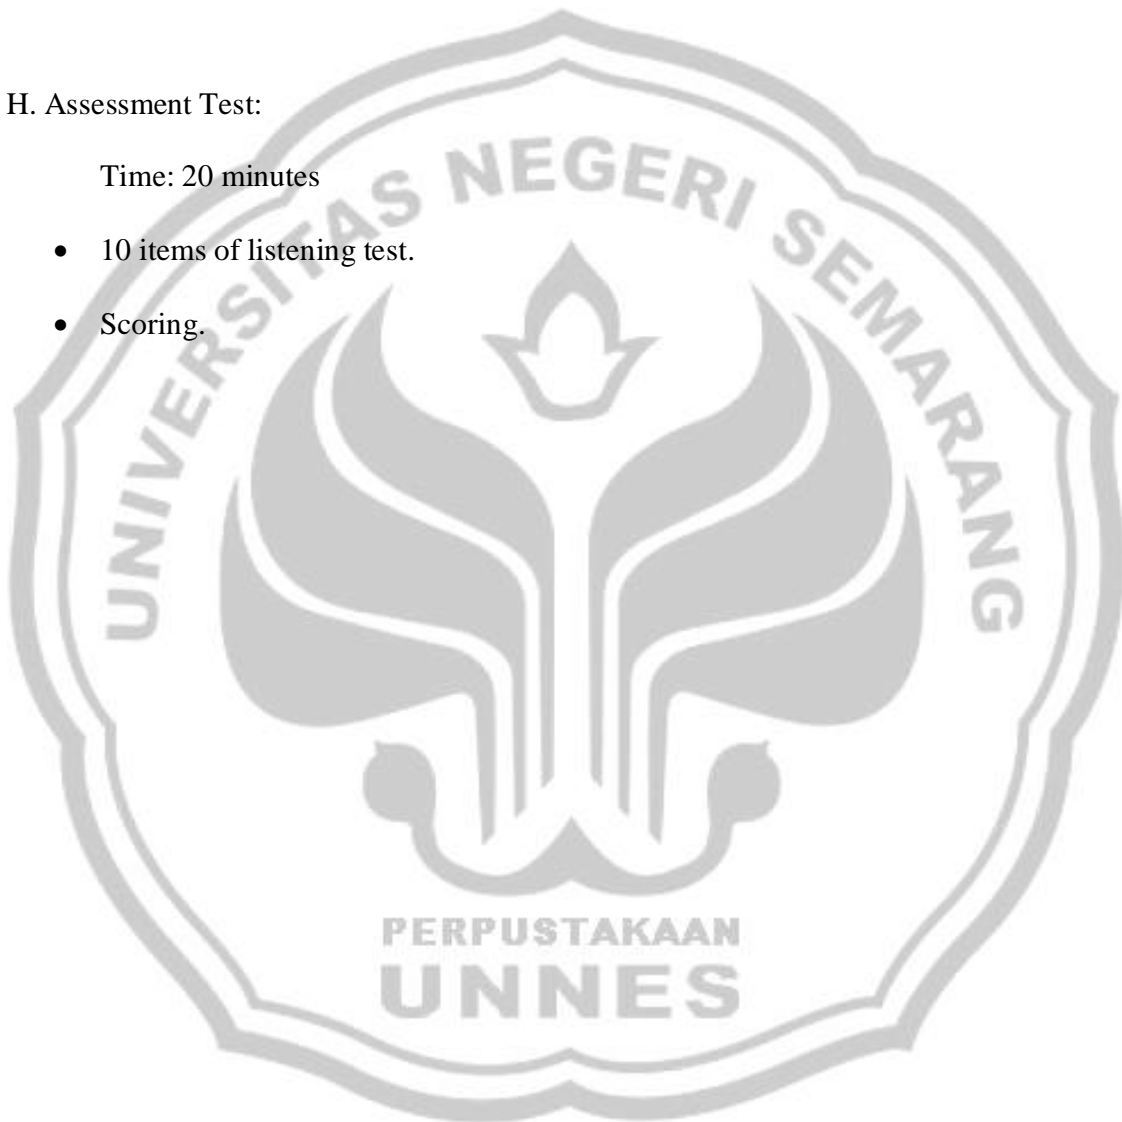 H. Assessment Test:
Time: 20 minutes
• 10 items of listening test.
• Scoring.
UNIVERSITAS NEGERI SEMARANG
PERPUSTAKAAN
UNNES